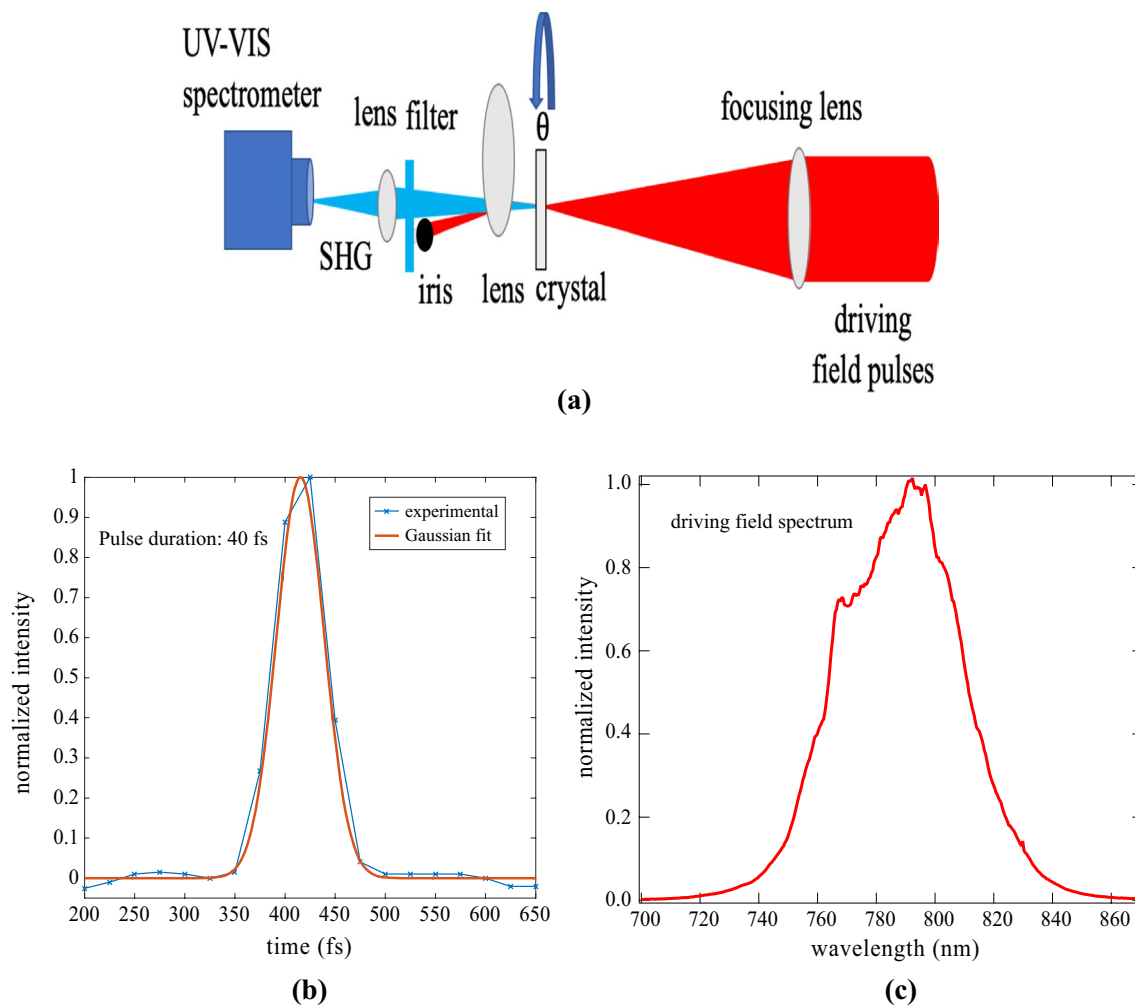 UV-VIS
spectrometer
lens
filter
θ
focusing lens
SHG
iris
lens
crystal
driving
field pulses
(a)
1
0.9
0.8
0.7
0.6
0.5
0.4
0.3
0.2
0.1
0
normalized intensity
Pulse duration: 40 fs
experimental
Gaussian fit
200
250
300
350
400
450
500
550
600
650
time (fs)
(b)
1.0
0.8
0.6
0.4
0.2
0.0
normalized intensity
driving field spectrum
700
720
740
760
780
800
820
840
860
wavelength (nm)
(c)